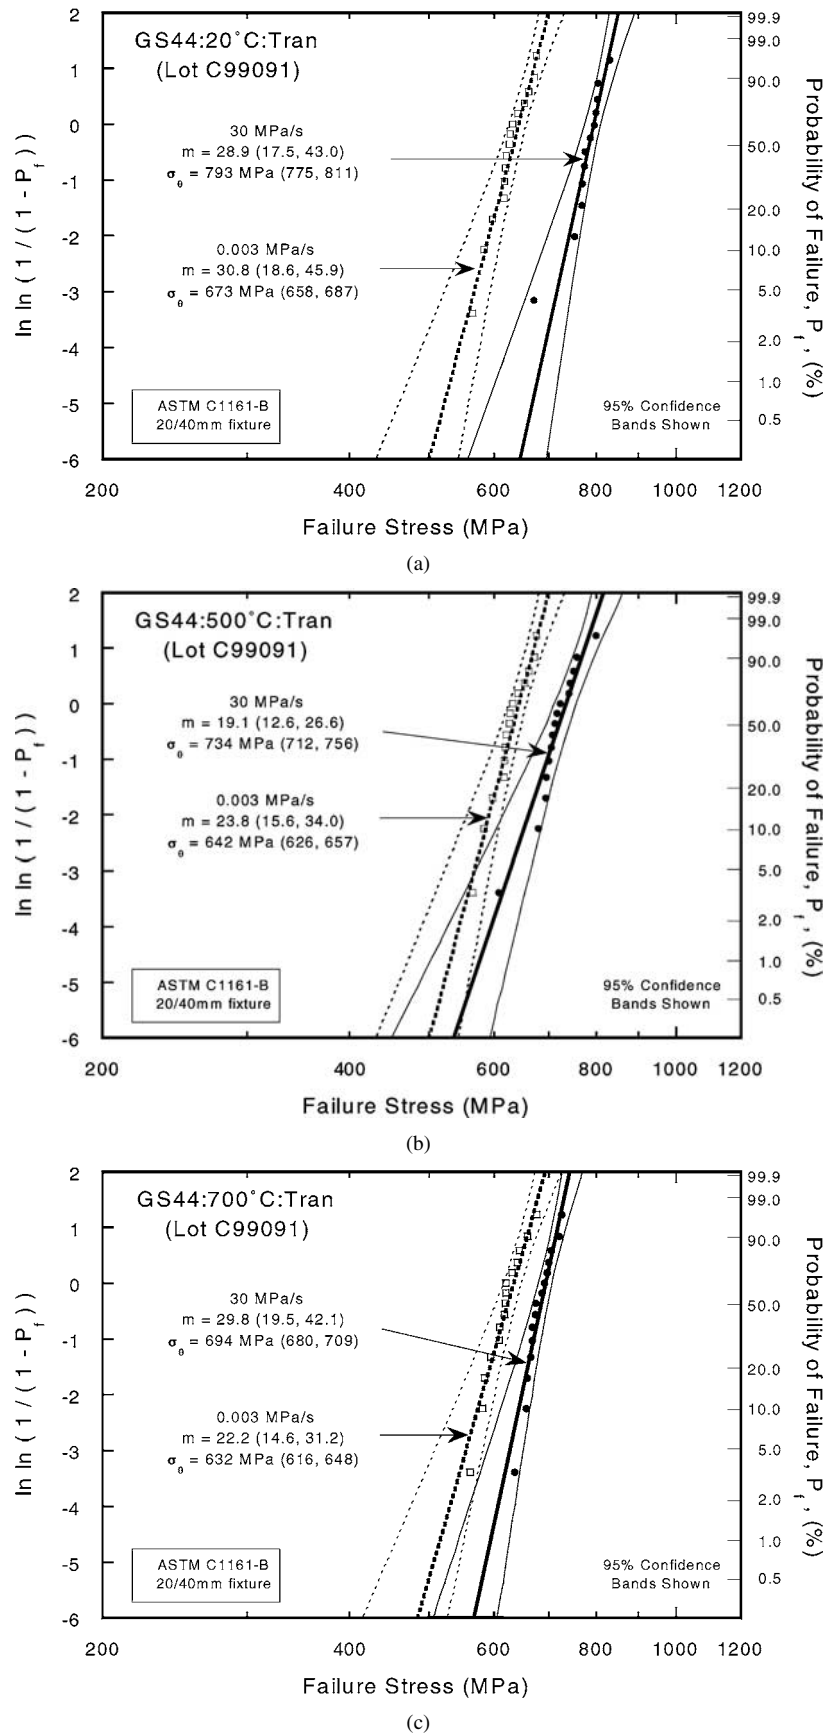 GS44:20°C:Tran
(Lot C99091)
30 MPa/s
m = 28.9 (17.5, 43.0)
σθ = 793 MPa (775, 811)
0.003 MPa/s
m = 30.8 (18.6, 45.9)
σθ = 673 MPa (658, 687)
ASTM C1161-B
20/40mm fixture
95% Confidence
Bands Shown
ln ln ( 1 / ( 1 - Pf ) )
2
1
0
-1
-2
-3
-4
-5
-6
99.9
99.0
90.0
50.0
20.0
10.0
5.0
2.0
1.0
0.5
Probability of Failure, Pf , (%)
200 400 600 800 1000 1200
Failure Stress (MPa)
(a)
GS44:500°C:Tran
(Lot C99091)
30 MPa/s
m = 19.1 (12.6, 26.6)
σθ = 734 MPa (712, 756)
0.003 MPa/s
m = 23.8 (15.6, 34.0)
σθ = 642 MPa (626, 657)
ASTM C1161-B
20/40mm fixture
95% Confidence
Bands Shown
ln ln ( 1 / ( 1 - Pf ) )
2
1
0
-1
-2
-3
-4
-5
-6
99.9
99.0
90.0
50.0
20.0
10.0
5.0
2.0
1.0
0.5
Probability of Failure, Pf , (%)
200 400 600 800 1000 1200
Failure Stress (MPa)
(b)
GS44:700°C:Tran
(Lot C99091)
30 MPa/s
m = 29.8 (19.5, 42.1)
σθ = 694 MPa (680, 709)
0.003 MPa/s
m = 22.2 (14.6, 31.2)
σθ = 632 MPa (616, 648)
ASTM C1161-B
20/40mm fixture
95% Confidence
Bands Shown
ln ln ( 1 / ( 1 - Pf ) )
2
1
0
-1
-2
-3
-4
-5
-6
99.9
99.0
90.0
50.0
20.0
10.0
5.0
2.0
1.0
0.5
Probability of Failure, Pf , (%)
200 400 600 800 1000 1200
Failure Stress (MPa)
(c)